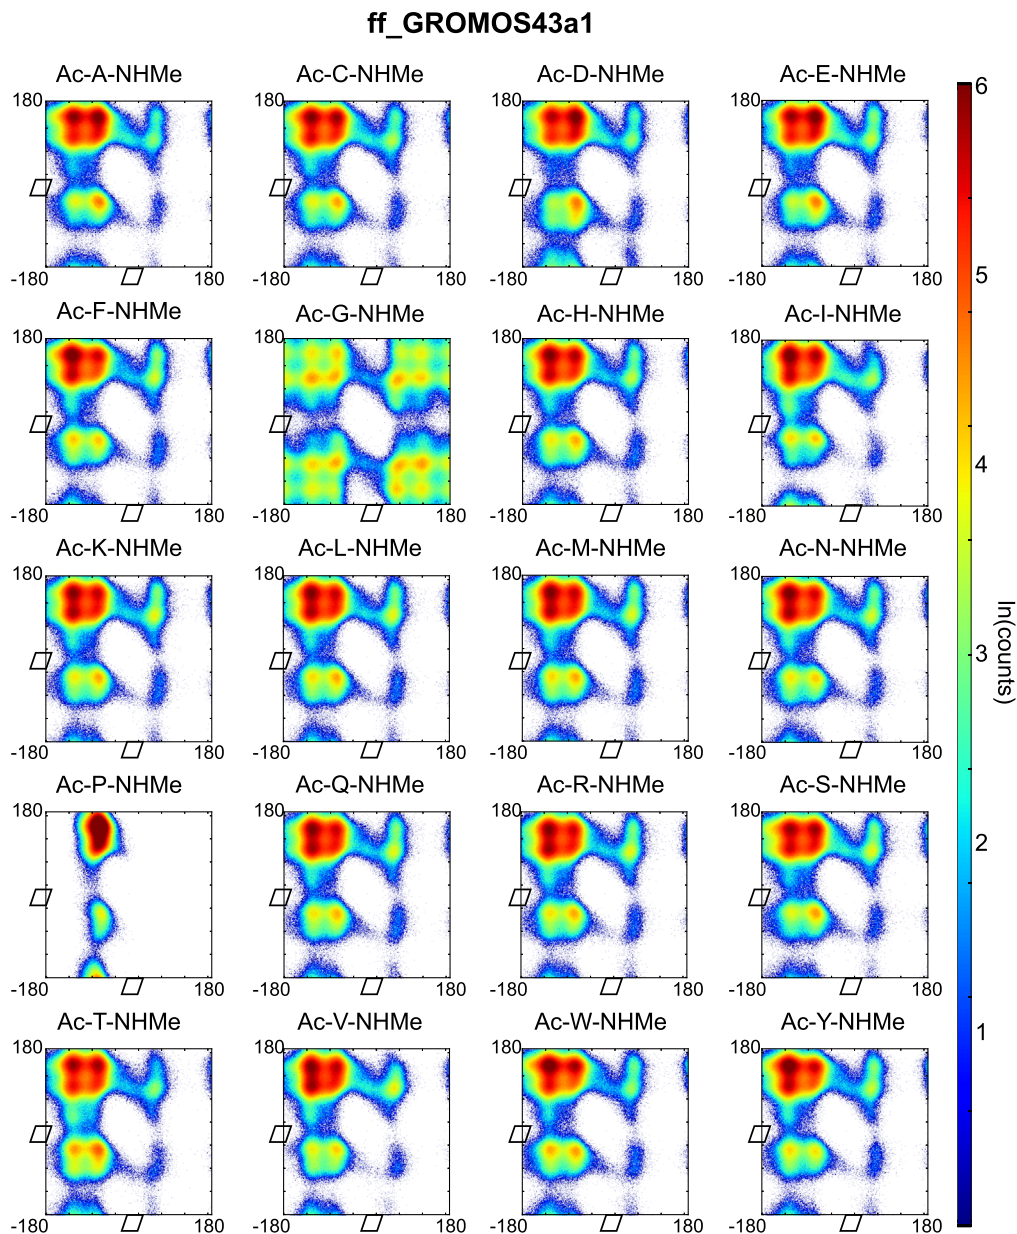 ff_GROMOS43a1
Ac-A-NHMe Ac-C-NHMe Ac-D-NHMe Ac-E-NHMe
180 180 180 180 6
-180 180 -180 180 -180 180 -180 180
5
Ac-F-NHMe Ac-G-NHMe Ac-H-NHMe Ac-I-NHMe
180 180 180 180
4
-180 180 -180 180 -180 180 -180 180
Ac-K-NHMe Ac-L-NHMe Ac-M-NHMe Ac-N-NHMe
180 180 180 180
ln(counts)
3
-180 180 -180 180 -180 180 -180 180
Ac-P-NHMe Ac-Q-NHMe Ac-R-NHMe Ac-S-NHMe
180 180 180 180
2
-180 180 -180 180 -180 180 -180 180
Ac-T-NHMe Ac-V-NHMe Ac-W-NHMe Ac-Y-NHMe
1
180 180 180 180
-180 180 -180 180 -180 180 -180 180